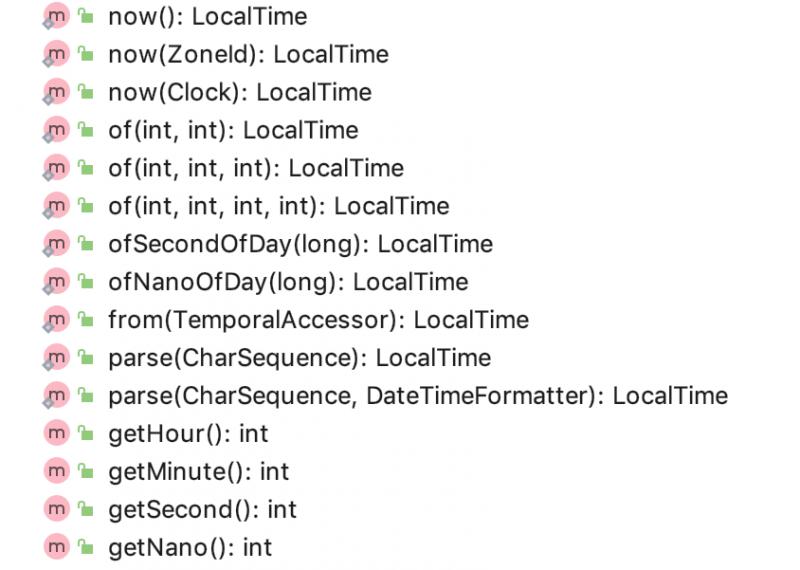 m now(): LocalTime
m now(ZoneId): LocalTime
m now(Clock): LocalTime
m of(int, int): LocalTime
m of(int, int, int): LocalTime
m of(int, int, int, int): LocalTime
m ofSecondOfDay(long): LocalTime
m ofNanoOfDay(long): LocalTime
m from(TemporalAccessor): LocalTime
m parse(CharSequence): LocalTime
m parse(CharSequence, DateTimeFormatter): LocalTime
m getHour(): int
m getMinute(): int
m getSecond(): int
m getNano(): int